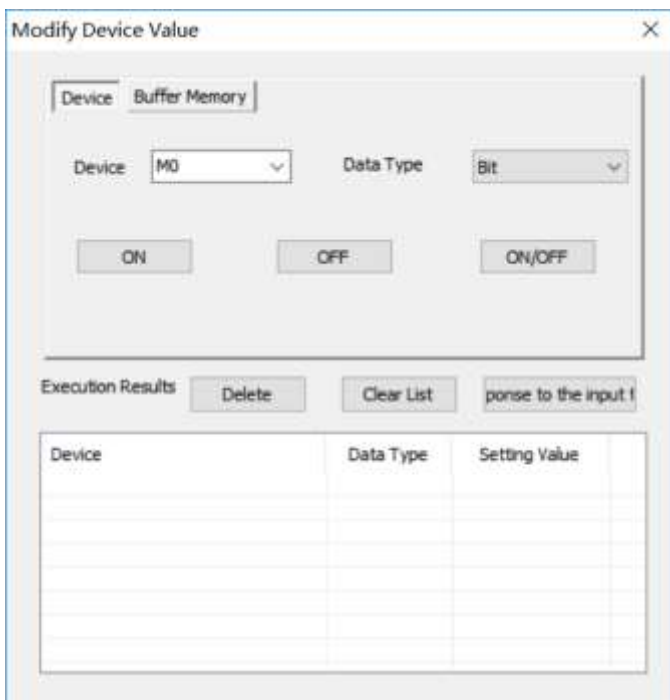 Modify Device Value
Device Buffer Memory
Device M0 Data Type Bit
ON OFF ON/OFF
Execution Results Delete Clear List ponse to the input
Device Data Type Setting Value